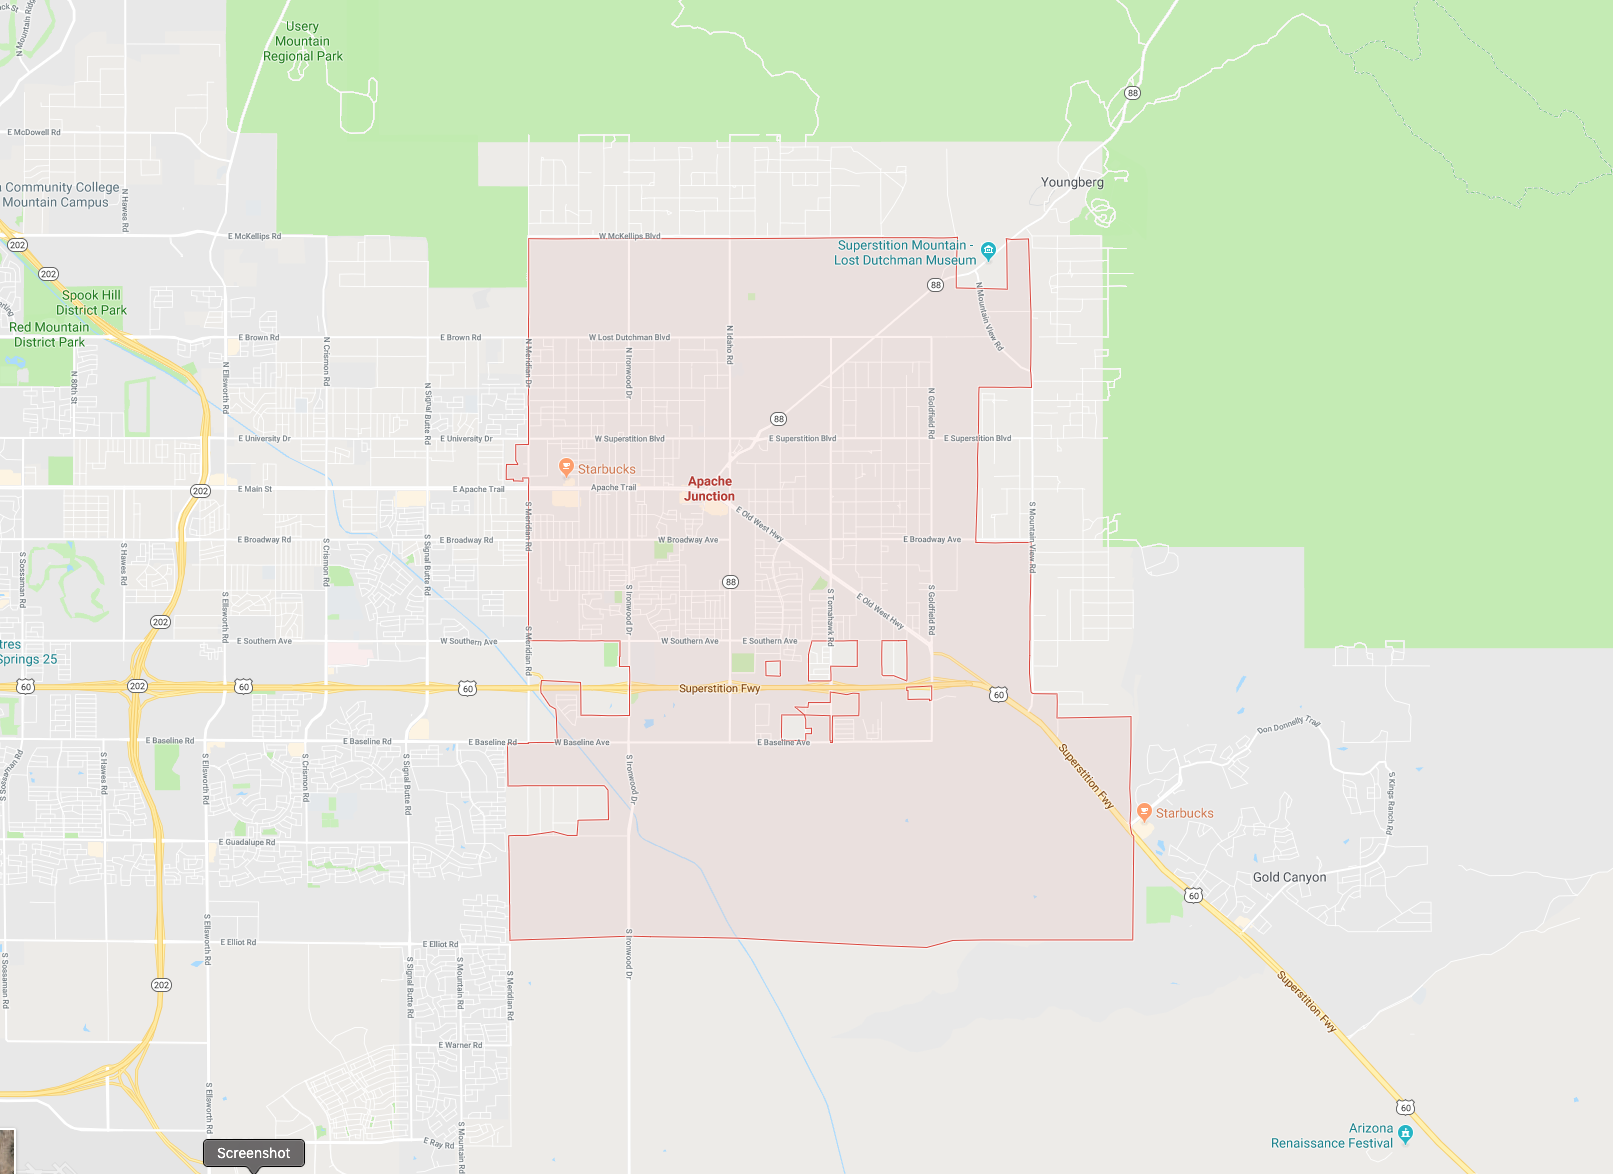 Usery
Mountain
Regional Park
N Mountain Ridge
88
E McDowell Rd
Community College
Mountain Campus
N Hawes Rd
Youngberg
E McKellips Rd
W McKellips Blvd
202
202
Superstition Mountain -
Lost Dutchman Museum
88
Spook Hill
District Park
Red Mountain
District Park
N Mountain View Rd
E Brown Rd
E Brown Rd
W Lost Dutchman Blvd
N Idaho Rd
N Crismon Rd
N Meridian Dr
N Ironwood Dr
N 80th St
N Ellsworth Rd
N Signal Butte Rd
N Goldfield Rd
88
E University Dr
E University Dr
W Superstition Blvd
E Superstition Blvd
E Superstition Blvd
Starbucks
Apache
Junction
202
E Main St
E Apache Trail
Apache Trail
E Old West Hwy
S Meridian Rd
S Mountain View Rd
E Broadway Rd
E Broadway Rd
W Broadway Ave
E Broadway Ave
S Sossaman Rd
S Hawes Rd
S Crismon Rd
S Signal Butte Rd
88
S Ellsworth Rd
S Ironwood Dr
S Tomahawk Rd
E Old West Hwy
S Goldfield Rd
202
E Southern Ave
W Southern Ave
S Meridian Rd
W Southern Ave
E Southern Ave
tres
Springs 25
60
202
60
60
Superstition Fwy
60
E Baseline Rd
E Baseline Rd
E Baseline Rd
W Baseline Ave
E Baseline Ave
Don Donnelly Trail
S Sossaman Rd
S Hawes Rd
S Ellsworth Rd
S Crismon Rd
S Signal Butte Rd
S Ironwood Dr
Superstition Fwy
S Kings Ranch Rd
Starbucks
E Guadalupe Rd
Gold Canyon
60
E Elliot Rd
E Elliot Rd
S Sossaman Rd
S Ellsworth Rd
S Signal Butte Rd
S Mountain Rd
S Meridian Rd
S Ironwood Dr
202
Superstition Fwy
E Warner Rd
S Ellsworth Rd
60
Arizona
Renaissance Festival
E Ray Rd
S Mountain Rd
Screenshot